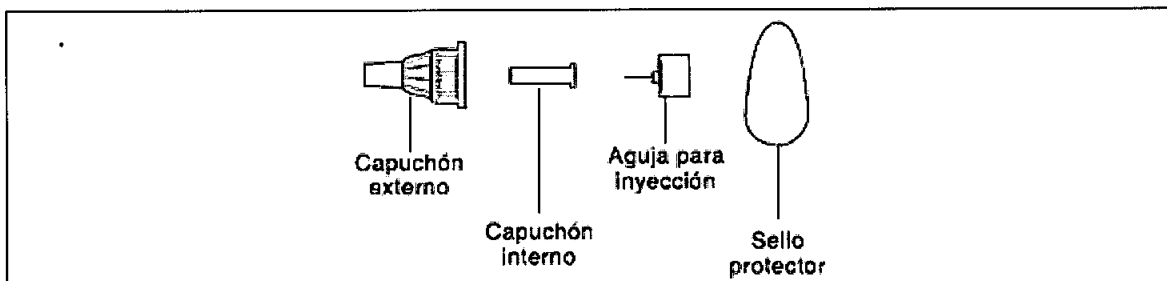 Capuchón
externo
Capuchón
interno
Aguja para
inyección
Sello
protector